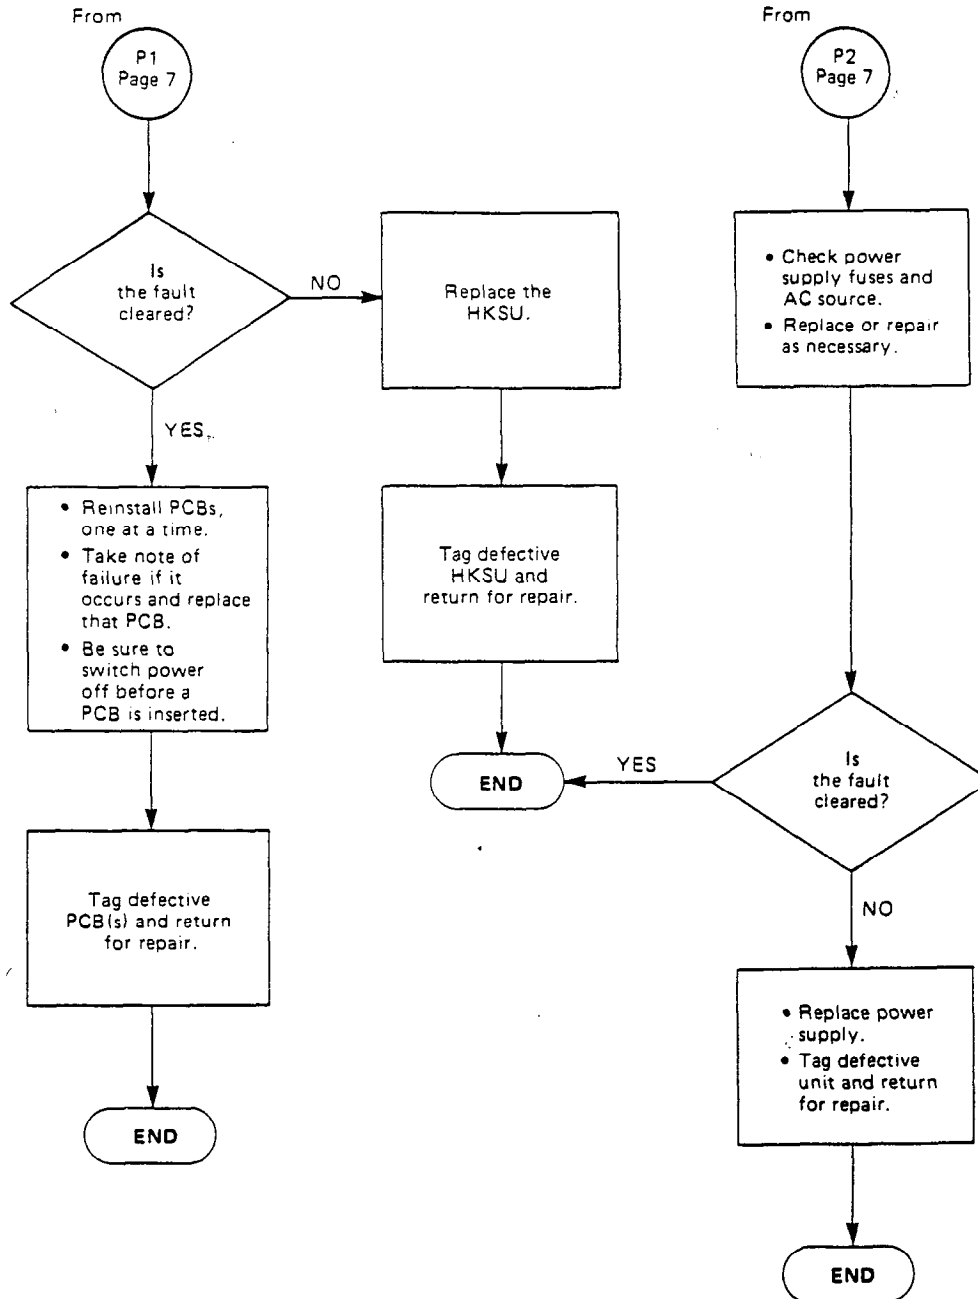 From
P1
Page 7
Is
the fault
cleared?
NO
Replace the
HKSU.
YES
• Reinstall PCBs,
one at a time.
• Take note of
failure if it
occurs and replace
that PCB.
• Be sure to
switch power
off before a
PCB is inserted.
Tag defective
HKSU and
return for repair.
Tag defective
PCB(s) and return
for repair.
END
From
P2
Page 7
• Check power
supply fuses and
AC source.
• Replace or repair
as necessary.
Is
the fault
cleared?
YES
END
NO
• Replace power
supply.
• Tag defective
unit and return
for repair.
END